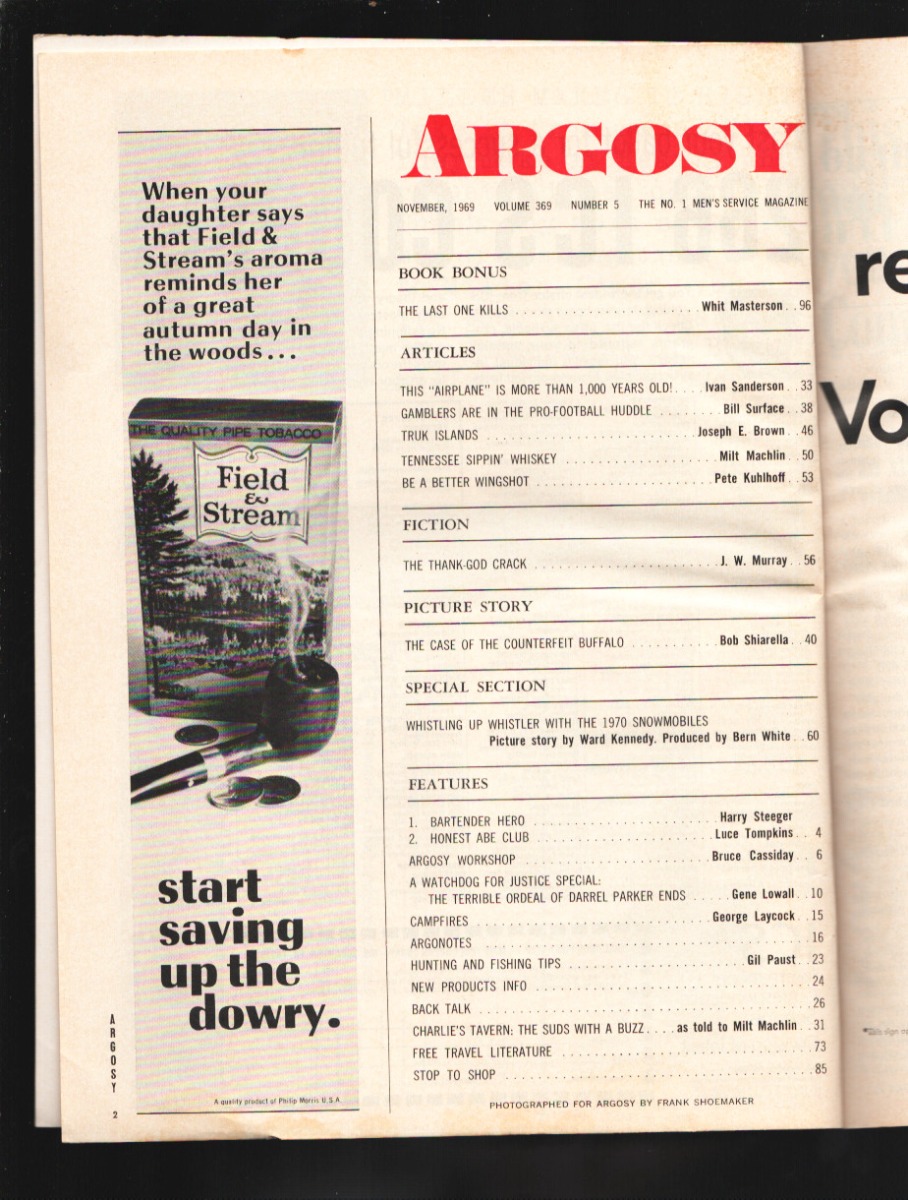 When your
daughter says
that Field &
Stream's aroma
reminds her
of a great
autumn day in
the woods...
THE QUALITY PIPE TOBACCO
Field
&
Stream
start
saving
up the
dowry.
A quality product of Philip Morris U.S.A.
ARGOSY
2
ARGOSY
NOVEMBER, 1969 VOLUME 369 NUMBER 5 THE NO. 1 MEN'S SERVICE MAGAZINE
BOOK BONUS
THE LAST ONE KILLS . . . . . Whit Masterson . . 96
ARTICLES
THIS "AIRPLANE" IS MORE THAN 1,000 YEARS OLD! . . . . Ivan Sanderson . . 33
GAMBLERS ARE IN THE PRO-FOOTBALL HUDDLE . . . . . Bill Surface . . 38
TRUK ISLANDS . . . . . Joseph E. Brown . . 46
TENNESSEE SIPPIN' WHISKEY . . . . . Milt Machlin . . 50
BE A BETTER WINGSHOT . . . . . Pete Kuhlhoff . . 53
FICTION
THE THANK-GOD CRACK . . . . . J. W. Murray . . 56
PICTURE STORY
THE CASE OF THE COUNTERFEIT BUFFALO . . . . . Bob Shiarella . . 40
SPECIAL SECTION
WHISTLING UP WHISTLER WITH THE 1970 SNOWMOBILES
Picture story by Ward Kennedy. Produced by Bern White . . 60
FEATURES
1. BARTENDER HERO . . . . . Harry Steeger
2. HONEST ABE CLUB . . . . . Luce Tompkins . . 4
ARGOSY WORKSHOP . . . . . Bruce Cassiday . . 6
A WATCHDOG FOR JUSTICE SPECIAL:
THE TERRIBLE ORDEAL OF DARREL PARKER ENDS . . . . . Gene Lowall . . 10
CAMPFIRES . . . . . George Laycock . . 15
ARGONOTES . . . . . 16
HUNTING AND FISHING TIPS . . . . . Gil Paust . . 23
NEW PRODUCTS INFO . . . . . 24
BACK TALK . . . . . 26
CHARLIE'S TAVERN: THE SUDS WITH A BUZZ . . . . as told to Milt Machlin . . 31
FREE TRAVEL LITERATURE . . . . . 73
STOP TO SHOP . . . . . 85
PHOTOGRAPHED FOR ARGOSY BY FRANK SHOEMAKER
re
Vo